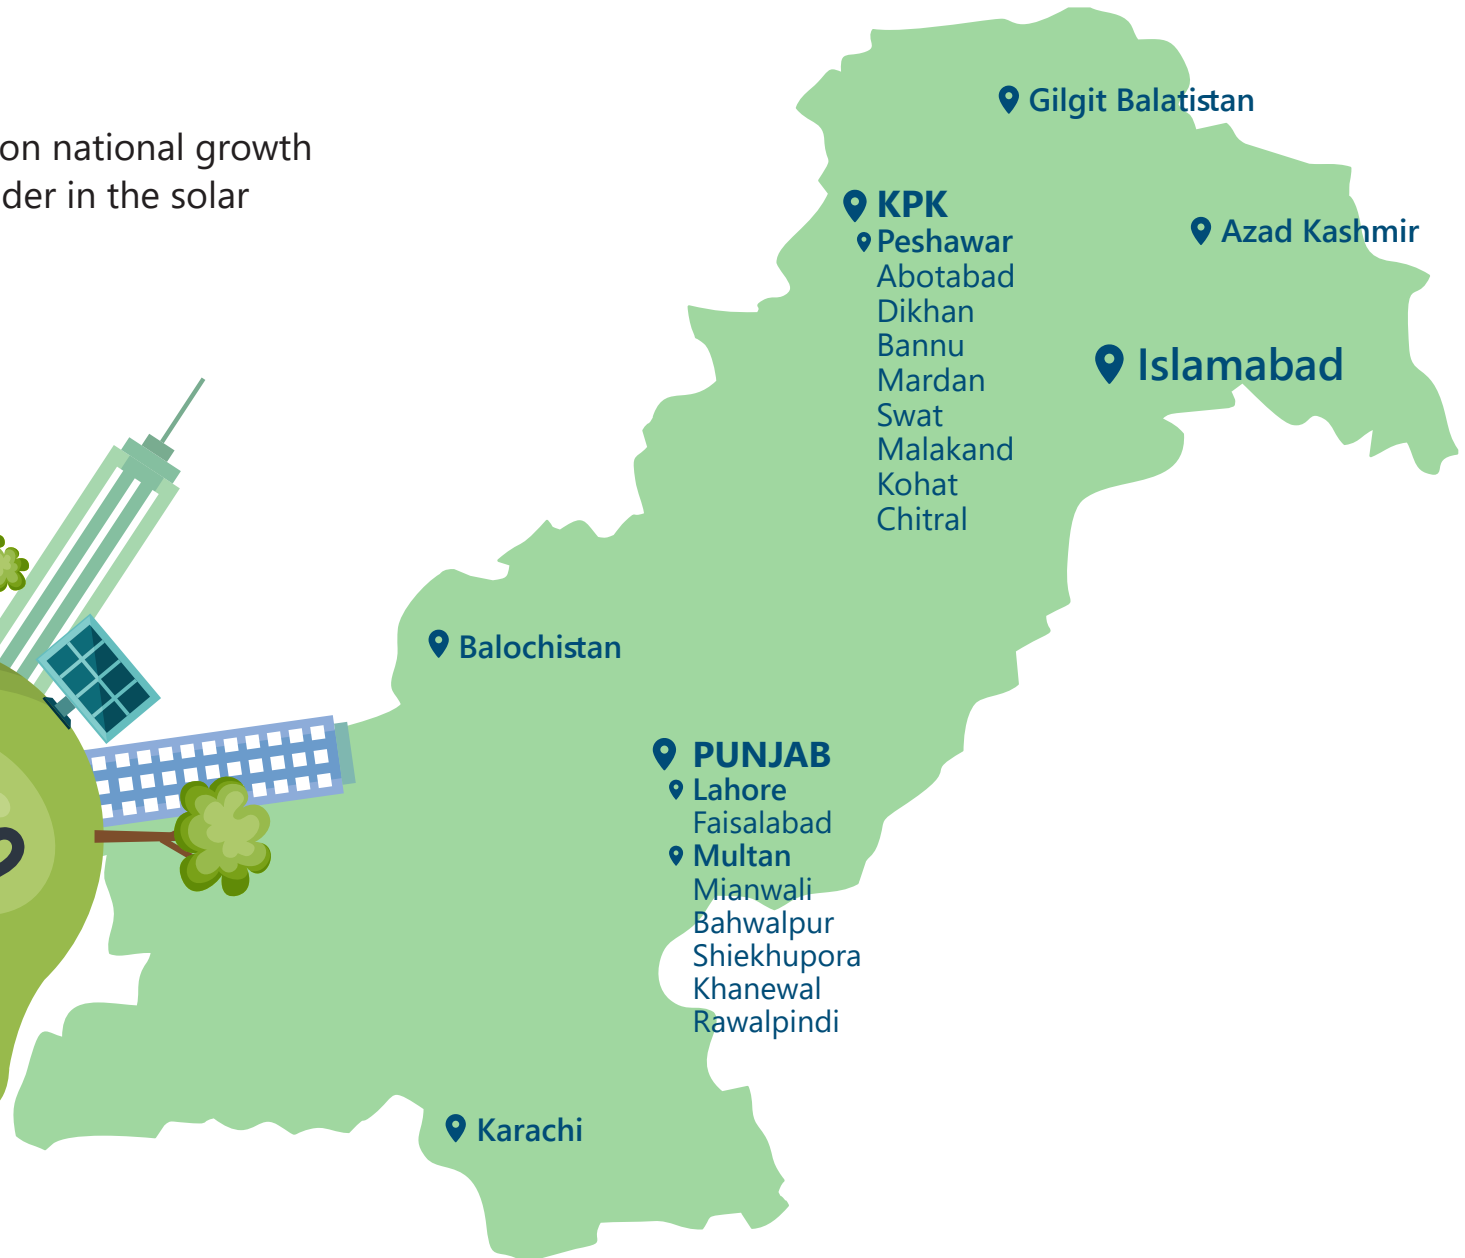 on national growth
der in the solar
Gilgit Balatistan
KPK
Peshawar
Abotabad
Dikhan
Bannu
Mardan
Swat
Malakand
Kohat
Chitral
Azad Kashmir
Islamabad
Balochistan
PUNJAB
Lahore
Faisalabad
Multan
Mianwali
Bahwalpur
Shiekhupora
Khanewal
Rawalpindi
Karachi